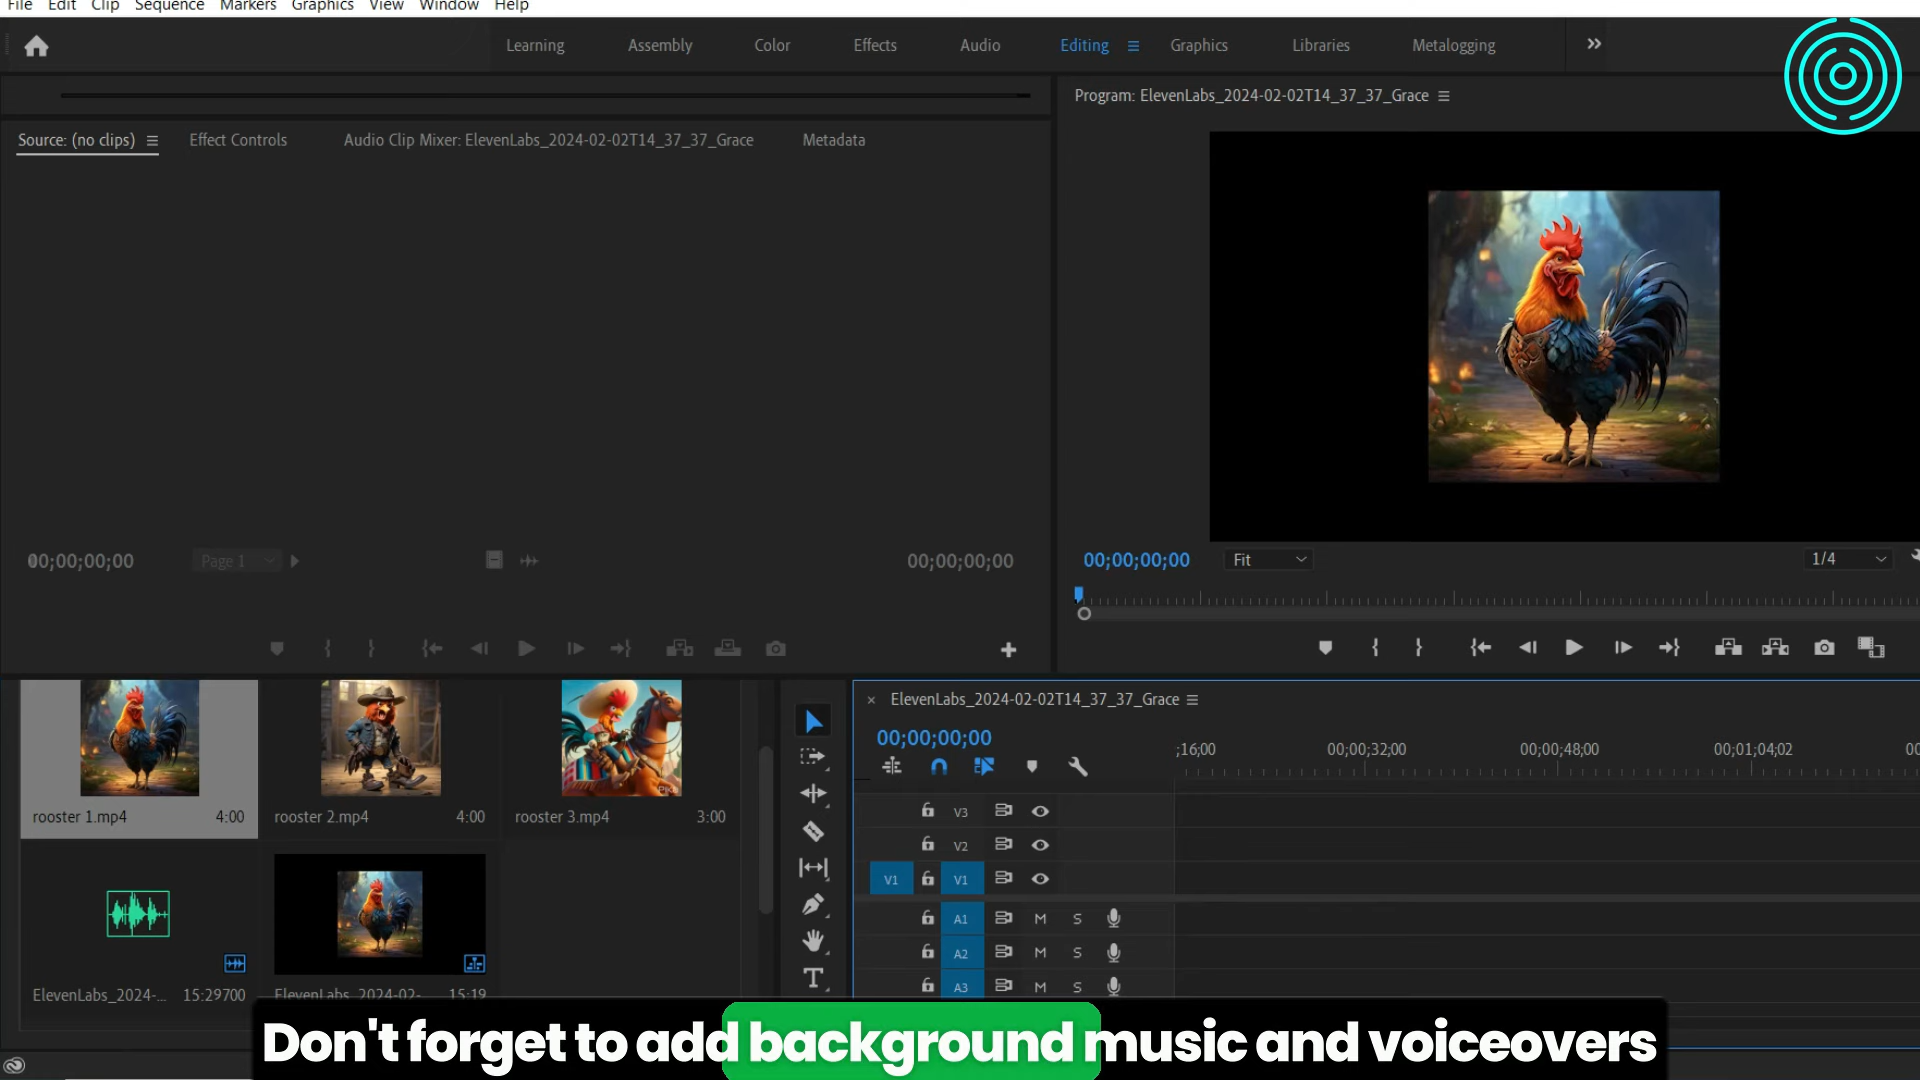 File Edit Clip Sequence Markers Graphics View Window Help
Learning Assembly Color Effects Audio Editing Graphics Libraries Metalogging
Program: ElevenLabs_2024-02-02T14_37_37_Grace
Source: (no clips) Effect Controls Audio Clip Mixer: ElevenLabs_2024-02-02T14_37_37_Grace Metadata
00;00;00;00 Page 1 00;00;00;00
00;00;00;00 Fit 1/4
rooster 1.mp4 4:00 rooster 2.mp4 4:00 rooster 3.mp4 3:00
ElevenLabs_2024-... 15:29700 ElevenLabs_2024-02-... 15:19
ElevenLabs_2024-02-02T14_37_37_Grace
00;00;00;00
;16;00 00;00;32;00 00;00;48;00 00;01;04;02
V3
V2
V1 V1
A1 M S
A2 M S
A3 M S
Don't forget to add background music and voiceovers